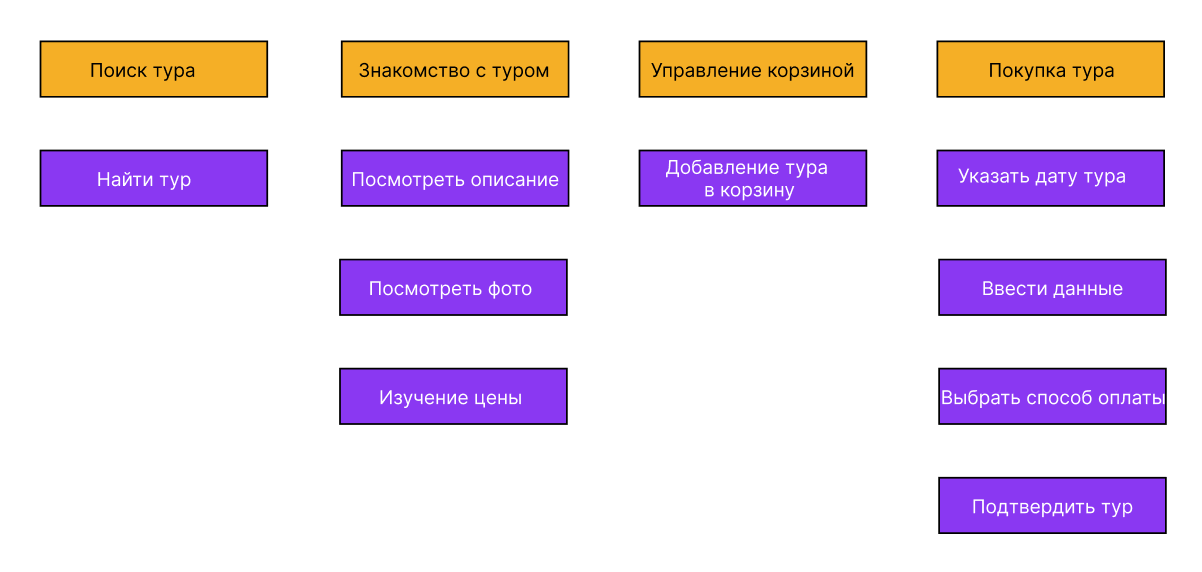 Поиск тура
Знакомство с туром
Управление корзиной
Покупка тура
Найти тур
Посмотреть описание
Добавление тура
в корзину
Указать дату тура
Посмотреть фото
Ввести данные
Изучение цены
Выбрать способ оплаты
Подтвердить тур